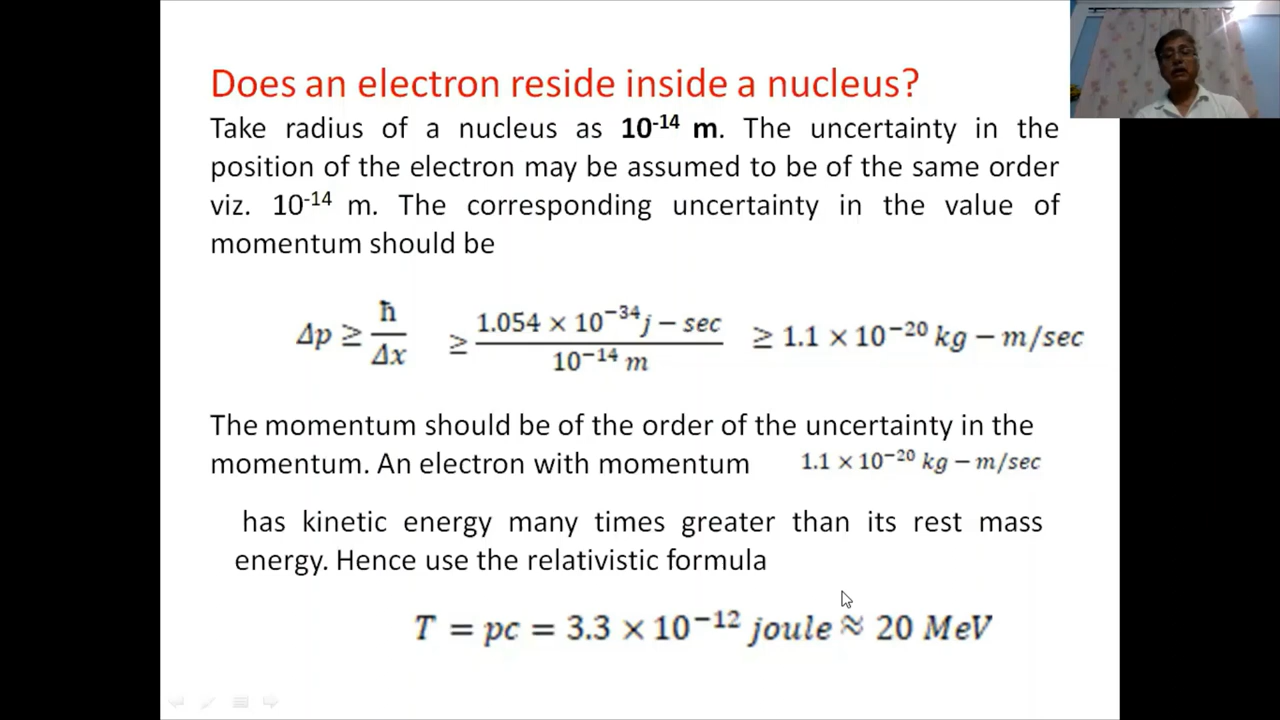 Does an electron reside inside a nucleus?
Take radius of a nucleus as 10⁻¹⁴ m. The uncertainty in the
position of the electron may be assumed to be of the same order
viz. 10⁻¹⁴ m. The corresponding uncertainty in the value of
momentum should be
Δp ≥ ħ/Δx ≥ 1.054 × 10⁻³⁴ j − sec / 10⁻¹⁴ m ≥ 1.1 × 10⁻²⁰ kg − m/sec
The momentum should be of the order of the uncertainty in the
momentum. An electron with momentum 1.1 × 10⁻²⁰ kg − m/sec
has kinetic energy many times greater than its rest mass
energy. Hence use the relativistic formula
T = pc = 3.3 × 10⁻¹² joule ≈ 20 MeV